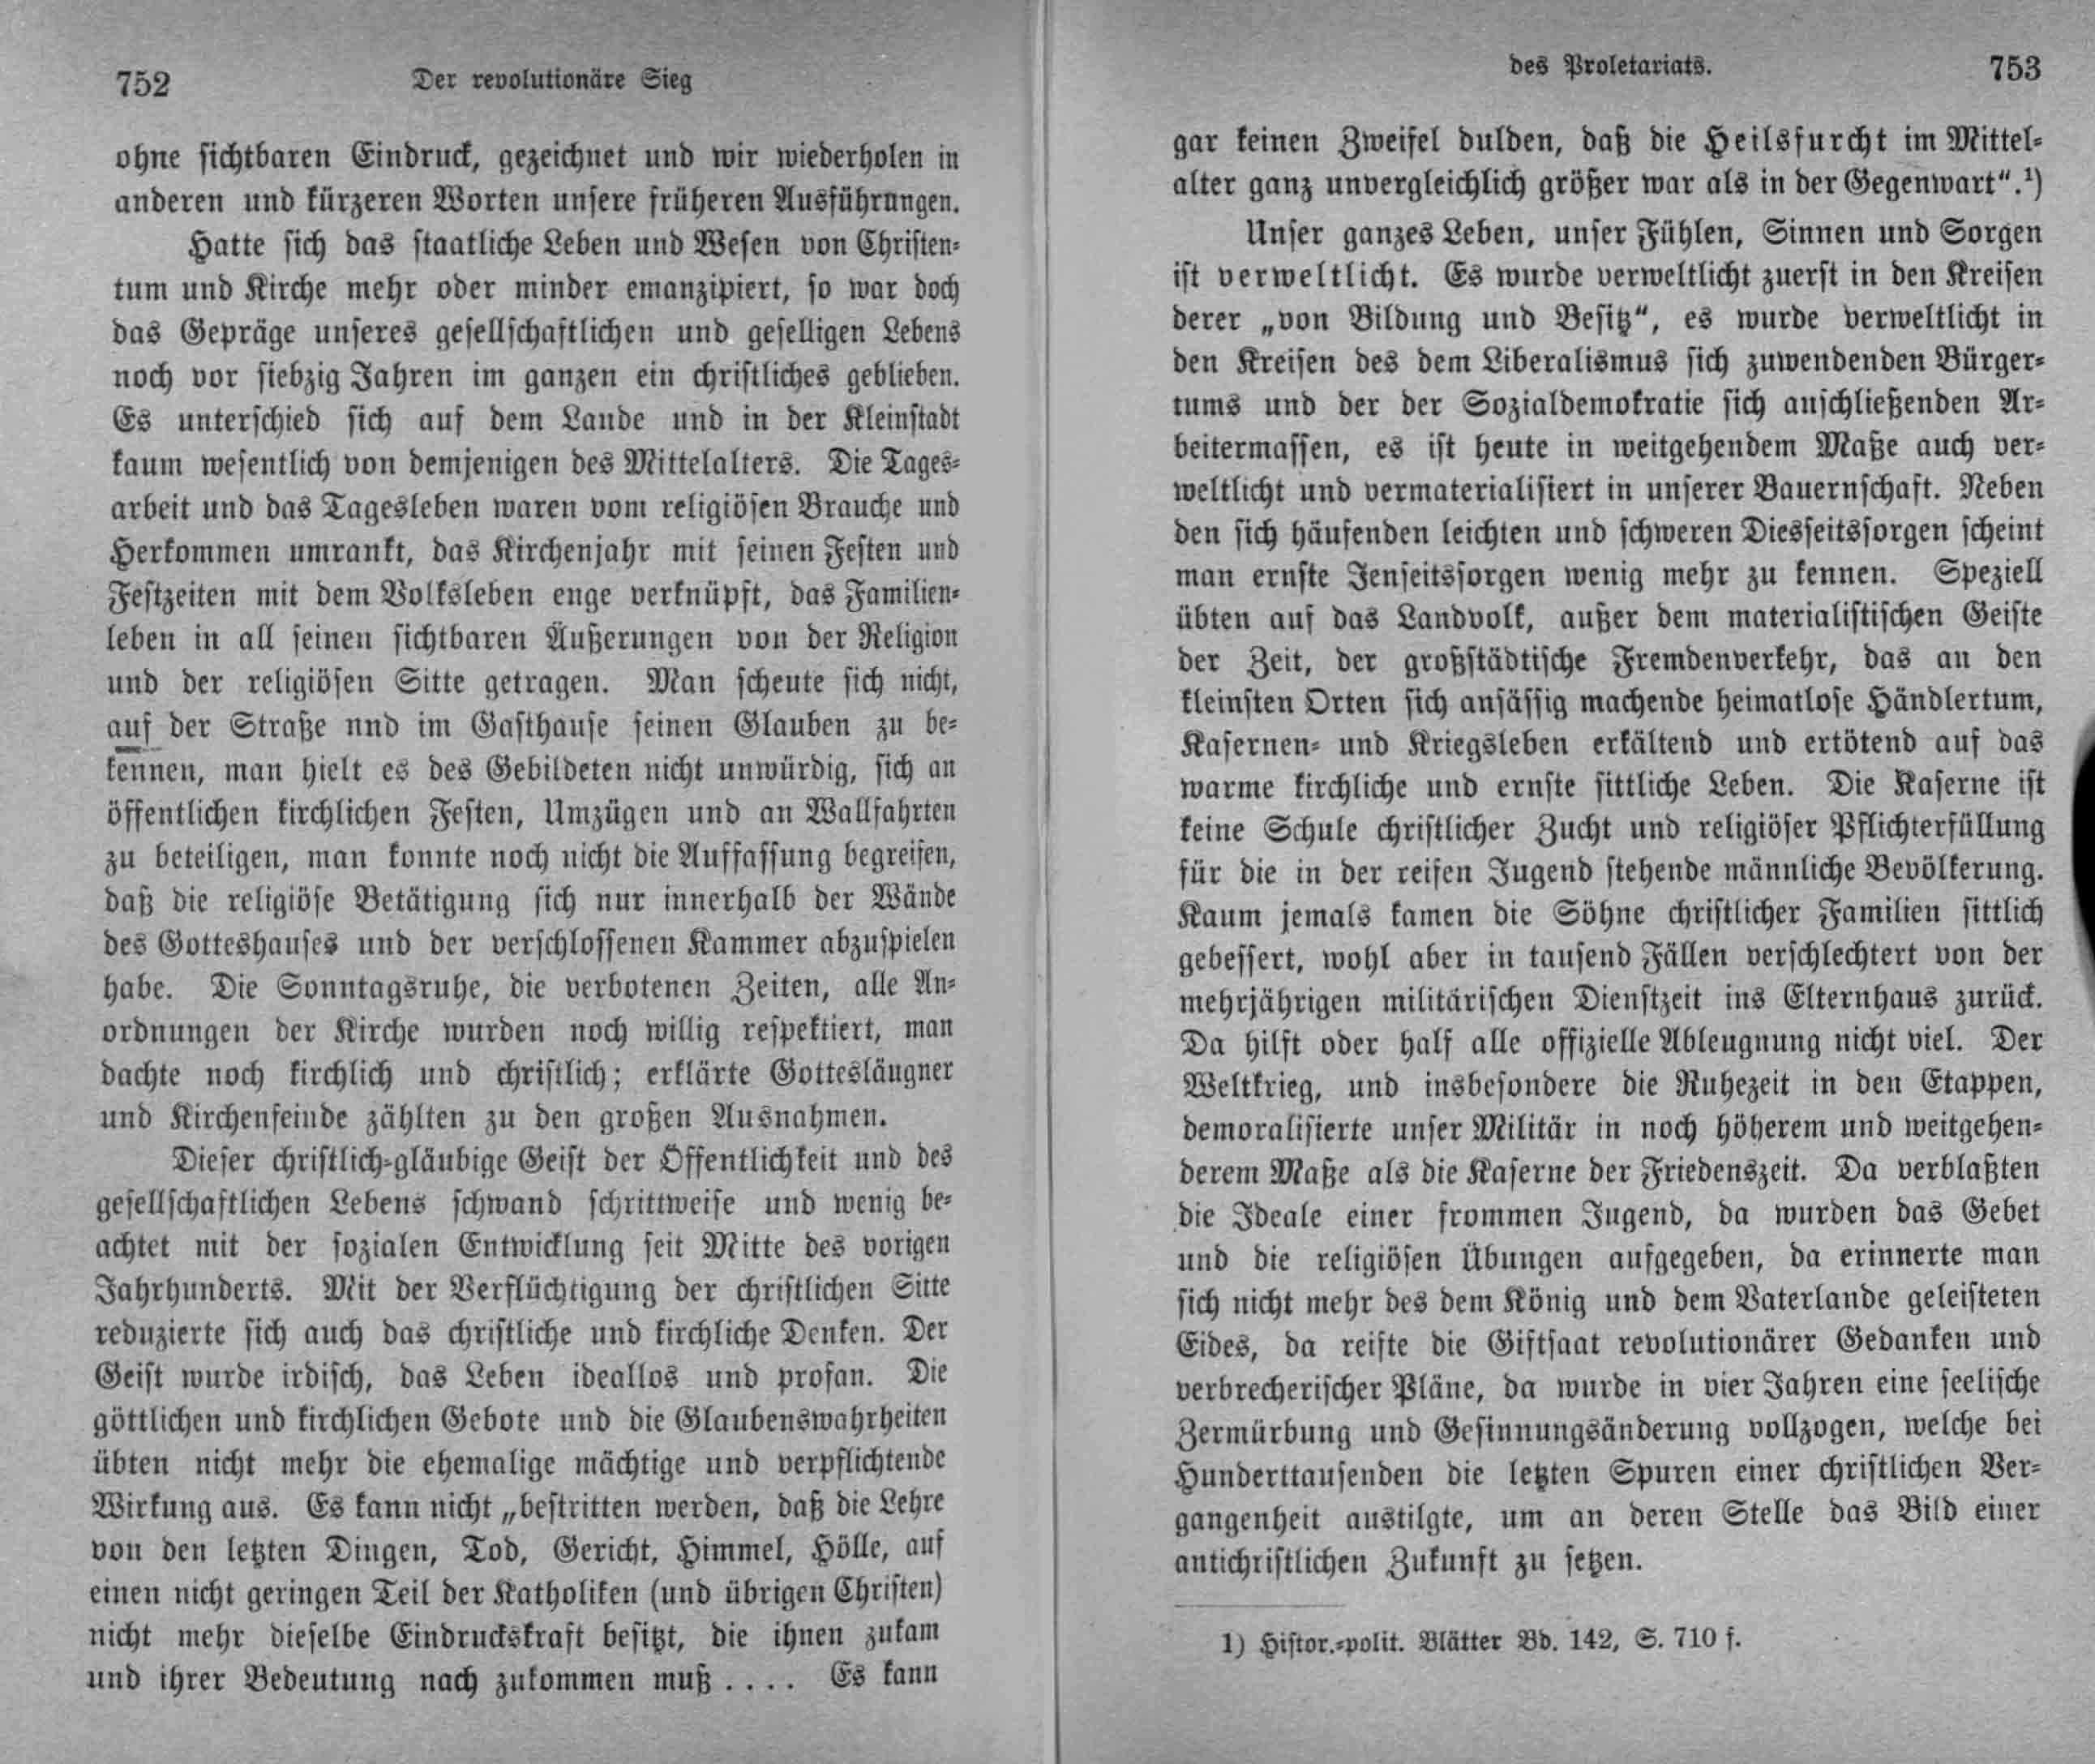 752
Der revolutionäre Sieg
ohne sichtbaren Eindruck, gezeichnet und wir wiederholen in
anderen und kürzeren Worten unsere früheren Ausführungen.
Hatte sich das staatliche Leben und Wesen von Christen-
tum und Kirche mehr oder minder emanzipiert, so war doch
das Gepräge unseres gesellschaftlichen und geselligen Lebens
noch vor siebzig Jahren im ganzen ein christliches geblieben.
Es unterschied sich auf dem Lande und in der Kleinstadt
kaum wesentlich von demjenigen des Mittelalters. Die Tages-
arbeit und das Tagesleben waren vom religiösen Brauche und
Herkommen umrankt, das Kirchenjahr mit seinen Festen und
Festzeiten mit dem Volksleben enge verknüpft, das Familien-
leben in all seinen sichtbaren Äußerungen von der Religion
und der religiösen Sitte getragen. Man scheute sich nicht,
auf der Straße nnd im Gasthause seinen Glauben zu be-
kennen, man hielt es des Gebildeten nicht unwürdig, sich an
öffentlichen kirchlichen Festen, Umzügen und an Wallfahrten
zu beteiligen, man konnte noch nicht die Auffassung begreifen,
daß die religiöse Betätigung sich nur innerhalb der Wände
des Gotteshauses und der verschlossenen Kammer abzuspielen
habe. Die Sonntagsruhe, die verbotenen Zeiten, alle An-
ordnungen der Kirche wurden noch willig respektiert, man
dachte noch kirchlich und christlich; erklärte Gottesläugner
und Kirchenfeinde zählten zu den großen Ausnahmen.
Dieser christlich-gläubige Geist der Öffentlichkeit und des
gesellschaftlichen Lebens schwand schrittweise und wenig be-
achtet mit der sozialen Entwicklung seit Mitte des vorigen
Jahrhunderts. Mit der Verflüchtigung der christlichen Sitte
reduzierte sich auch das christliche und kirchliche Denken. Der
Geist wurde irdisch, das Leben ideallos und profan. Die
göttlichen und kirchlichen Gebote und die Glaubenswahrheiten
übten nicht mehr die ehemalige mächtige und verpflichtende
Wirkung aus. Es kann nicht „bestritten werden, daß die Lehre
von den letzten Dingen, Tod, Gericht, Himmel, Hölle, auf
einen nicht geringen Teil der Katholiken (und übrigen Christen)
nicht mehr dieselbe Eindruckskraft besitzt, die ihnen zukam
und ihrer Bedeutung nach zukommen muß . . . . Es kann
des Proletariats.
753
gar keinen Zweifel dulden, daß die Heilsfurcht im Mittel-
alter ganz unvergleichlich größer war als in der Gegenwart“.¹)
Unser ganzes Leben, unser Fühlen, Sinnen und Sorgen
ist verweltlicht. Es wurde verweltlicht zuerst in den Kreisen
derer „von Bildung und Besitz“, es wurde verweltlicht in
den Kreisen des dem Liberalismus sich zuwendenden Bürger-
tums und der der Sozialdemokratie sich anschließenden Ar-
beitermassen, es ist heute in weitgehendem Maße auch ver-
weltlicht und vermaterialisiert in unserer Bauernschaft. Neben
den sich häufenden leichten und schweren Diesseitssorgen scheint
man ernste Jenseitssorgen wenig mehr zu kennen. Speziell
übten auf das Landvolk, außer dem materialistischen Geiste
der Zeit, der großstädtische Fremdenverkehr, das an den
kleinsten Orten sich ansässig machende heimatlose Händlertum,
Kasernen- und Kriegsleben erkältend und ertötend auf das
warme kirchliche und ernste sittliche Leben. Die Kaserne ist
keine Schule christlicher Zucht und religiöser Pflichterfüllung
für die in der reifen Jugend stehende männliche Bevölkerung.
Kaum jemals kamen die Söhne christlicher Familien sittlich
gebessert, wohl aber in tausend Fällen verschlechtert von der
mehrjährigen militärischen Dienstzeit ins Elternhaus zurück.
Da hilft oder half alle offizielle Ableugnung nicht viel. Der
Weltkrieg, und insbesondere die Ruhezeit in den Etappen,
demoralisierte unser Militär in noch höherem und weitgehen-
derem Maße als die Kaserne der Friedenszeit. Da verblaßten
die Ideale einer frommen Jugend, da wurden das Gebet
und die religiösen Übungen aufgegeben, da erinnerte man
sich nicht mehr des dem König und dem Vaterlande geleisteten
Eides, da reifte die Giftsaat revolutionärer Gedanken und
verbrecherischer Pläne, da wurde in vier Jahren eine seelische
Zermürbung und Gesinnungsänderung vollzogen, welche bei
Hunderttausenden die letzten Spuren einer christlichen Ver-
gangenheit austilgte, um an deren Stelle das Bild einer
antichristlichen Zukunft zu setzen.
1) Histor.-polit. Blätter Bd. 142, S. 710 f.